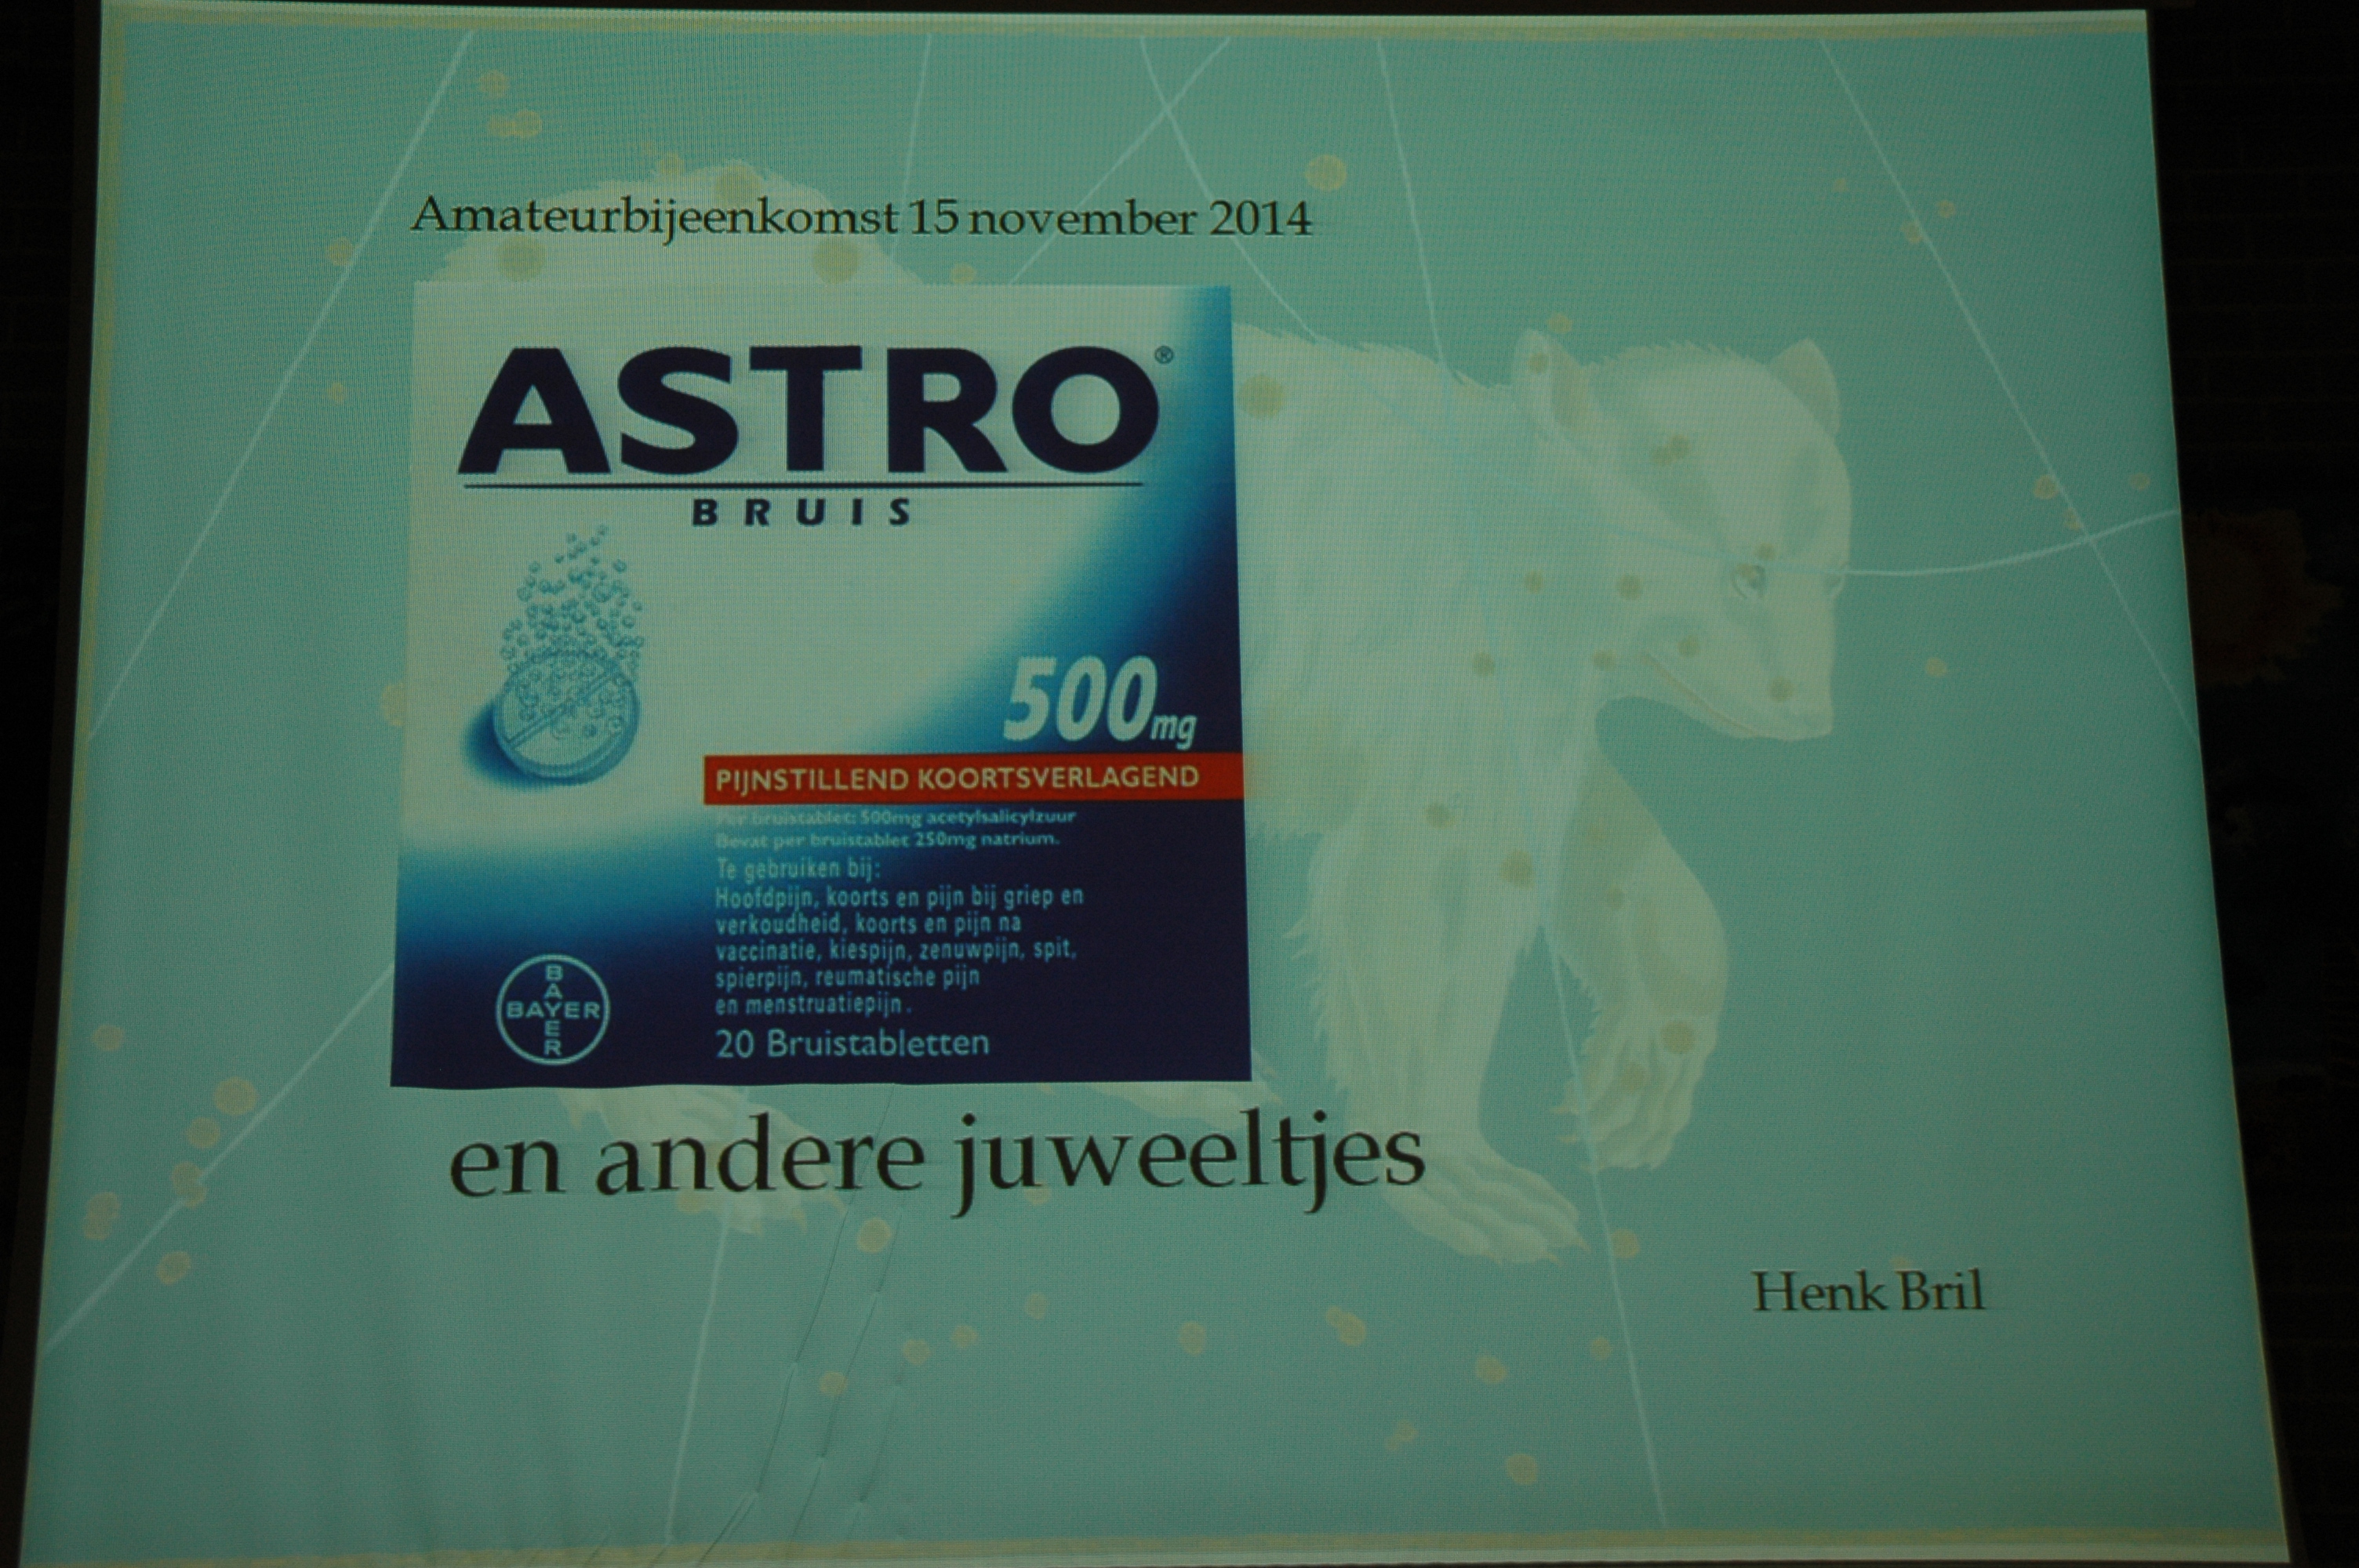 Amateurbijeenkomst 15 november 2014
ASTRO®
BRUIS
500mg
PIJNSTILLEND KOORTSVERLAGEND
Per bruistablet: 500mg acetylsalicylzuur
Bevat per bruistablet 250mg natrium.
Te gebruiken bij:
Hoofdpijn, koorts en pijn bij griep en
verkoudheid, koorts en pijn na
vaccinatie, kiespijn, zenuwpijn, spit,
spierpijn, reumatische pijn
en menstruatiepijn.
20 Bruistabletten
BAYER
BAYER
en andere juweeltjes
Henk Bril